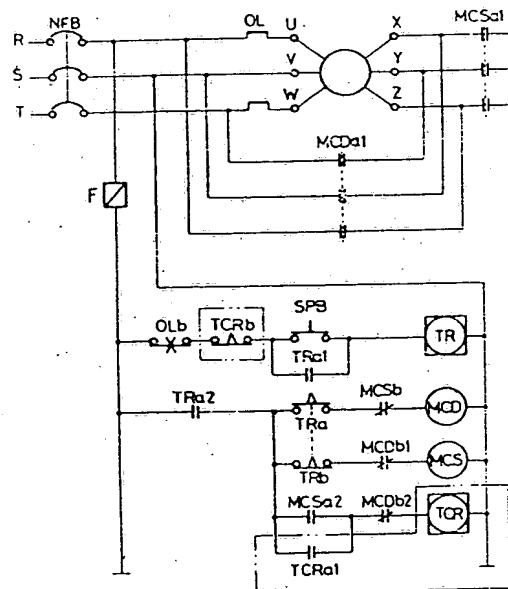 NFB OL U X MCSa1
R
S V Y
T W Z
MCDa1
F
SPB
OLb TCRb TR
TRa1
TRa2 MCSb MCD
TRa
MCDb1 MCS
TRb
MCSa2 MCDb2 TCR
TCRa1